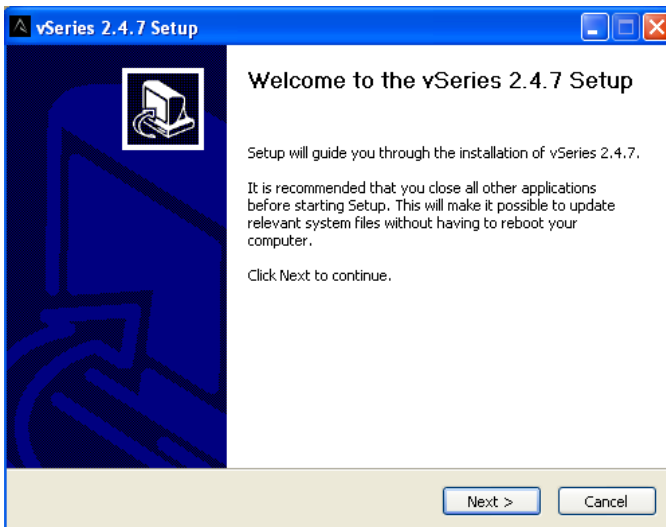 vSeries 2.4.7 Setup
Welcome to the vSeries 2.4.7 Setup
Setup will guide you through the installation of vSeries 2.4.7.
It is recommended that you close all other applications
before starting Setup. This will make it possible to update
relevant system files without having to reboot your
computer.
Click Next to continue.
Next >
Cancel